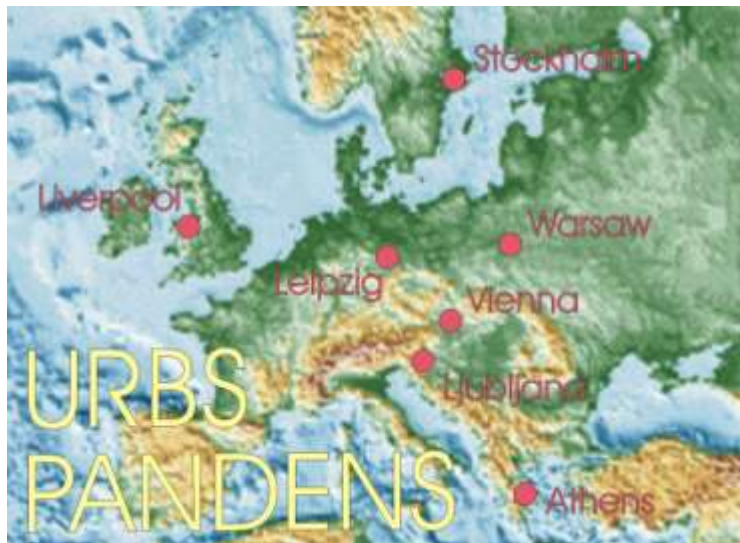 Stockholm
Liverpool
Warsaw
Leipzig
Vienna
Ljubljana
URBS
PANDENS
Athens